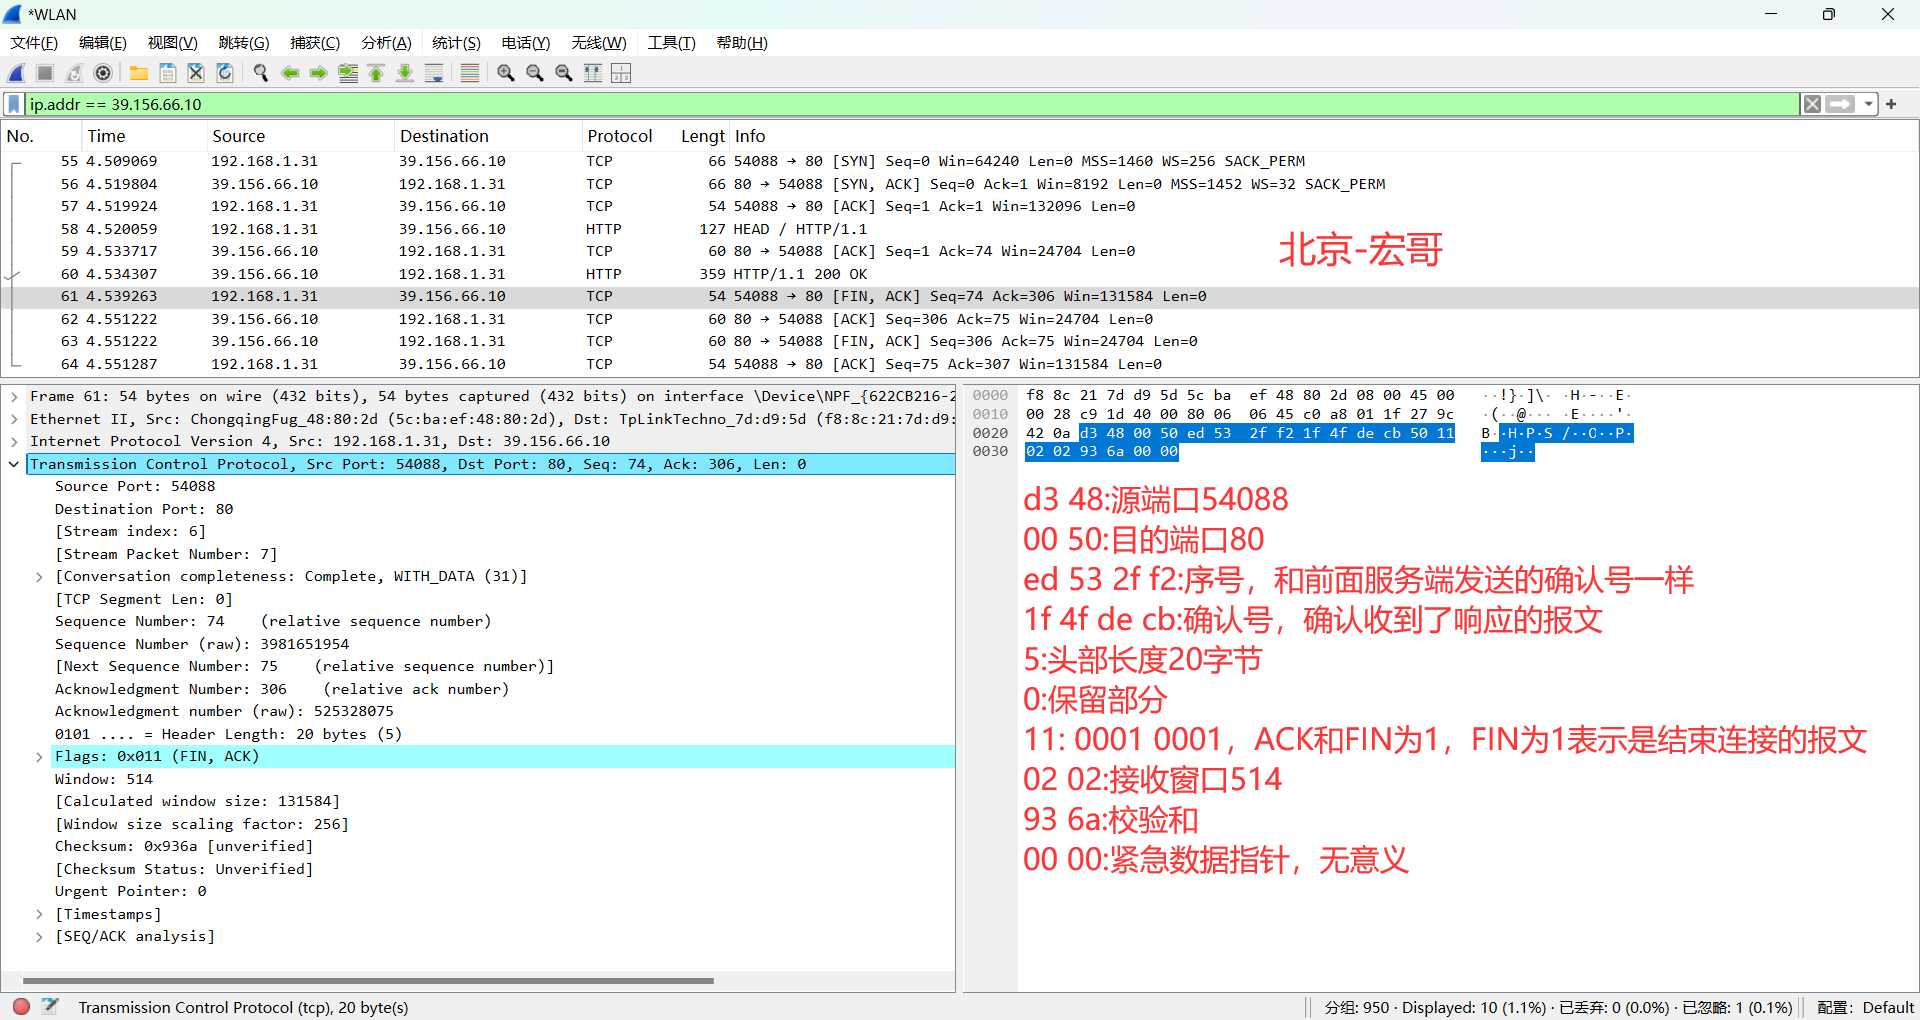 *WLAN
文件(F) 编辑(E) 视图(V) 跳转(G) 捕获(C) 分析(A) 统计(S) 电话(Y) 无线(W) 工具(T) 帮助(H)
ip.addr == 39.156.66.10
No. Time Source Destination Protocol Lengt Info
55 4.509069 192.168.1.31 39.156.66.10 TCP 66 54088 → 80 [SYN] Seq=0 Win=64240 Len=0 MSS=1460 WS=256 SACK_PERM
56 4.519804 39.156.66.10 192.168.1.31 TCP 66 80 → 54088 [SYN, ACK] Seq=0 Ack=1 Win=8192 Len=0 MSS=1452 WS=32 SACK_PERM
57 4.519924 192.168.1.31 39.156.66.10 TCP 54 54088 → 80 [ACK] Seq=1 Ack=1 Win=132096 Len=0
58 4.520059 192.168.1.31 39.156.66.10 HTTP 127 HEAD / HTTP/1.1
59 4.533717 39.156.66.10 192.168.1.31 TCP 60 80 → 54088 [ACK] Seq=1 Ack=74 Win=24704 Len=0
北京-宏哥
60 4.534307 39.156.66.10 192.168.1.31 HTTP 359 HTTP/1.1 200 OK
61 4.539263 192.168.1.31 39.156.66.10 TCP 54 54088 → 80 [FIN, ACK] Seq=74 Ack=306 Win=131584 Len=0
62 4.551222 39.156.66.10 192.168.1.31 TCP 60 80 → 54088 [ACK] Seq=306 Ack=75 Win=24704 Len=0
63 4.551222 39.156.66.10 192.168.1.31 TCP 60 80 → 54088 [FIN, ACK] Seq=306 Ack=75 Win=24704 Len=0
64 4.551287 192.168.1.31 39.156.66.10 TCP 54 54088 → 80 [ACK] Seq=75 Ack=307 Win=131584 Len=0
Frame 61: 54 bytes on wire (432 bits), 54 bytes captured (432 bits) on interface \Device\NPF_{622CB216-2
Ethernet II, Src: ChongqingFug_48:80:2d (5c:ba:ef:48:80:2d), Dst: TpLinkTechno_7d:d9:5d (f8:8c:21:7d:d9:
Internet Protocol Version 4, Src: 192.168.1.31, Dst: 39.156.66.10
Transmission Control Protocol, Src Port: 54088, Dst Port: 80, Seq: 74, Ack: 306, Len: 0
Source Port: 54088
Destination Port: 80
[Stream index: 6]
[Stream Packet Number: 7]
[Conversation completeness: Complete, WITH_DATA (31)]
[TCP Segment Len: 0]
Sequence Number: 74 (relative sequence number)
Sequence Number (raw): 3981651954
[Next Sequence Number: 75 (relative sequence number)]
Acknowledgment Number: 306 (relative ack number)
Acknowledgment number (raw): 525328075
0101 .... = Header Length: 20 bytes (5)
Flags: 0x011 (FIN, ACK)
Window: 514
[Calculated window size: 131584]
[Window size scaling factor: 256]
Checksum: 0x936a [unverified]
[Checksum Status: Unverified]
Urgent Pointer: 0
[Timestamps]
[SEQ/ACK analysis]
0000 f8 8c 21 7d d9 5d 5c ba ef 48 80 2d 08 00 45 00 ··!}·]\· ·H·-··E·
0010 00 28 c9 1d 40 00 80 06 06 45 c0 a8 01 1f 27 9c ·(··@··· ·E····'·
0020 42 0a d3 48 00 50 ed 53 2f f2 1f 4f de cb 50 11 B··H·P·S /··O··P·
0030 02 02 93 6a 00 00 ···j··
d3 48:源端口54088
00 50:目的端口80
ed 53 2f f2:序号，和前面服务端发送的确认号一样
1f 4f de cb:确认号，确认收到了响应的报文
5:头部长度20字节
0:保留部分
11: 0001 0001，ACK和FIN为1，FIN为1表示是结束连接的报文
02 02:接收窗口514
93 6a:校验和
00 00:紧急数据指针，无意义
Transmission Control Protocol (tcp), 20 byte(s)
分组: 950 · Displayed: 10 (1.1%) · 已丢弃: 0 (0.0%) · 已忽略: 1 (0.1%)
配置: Default